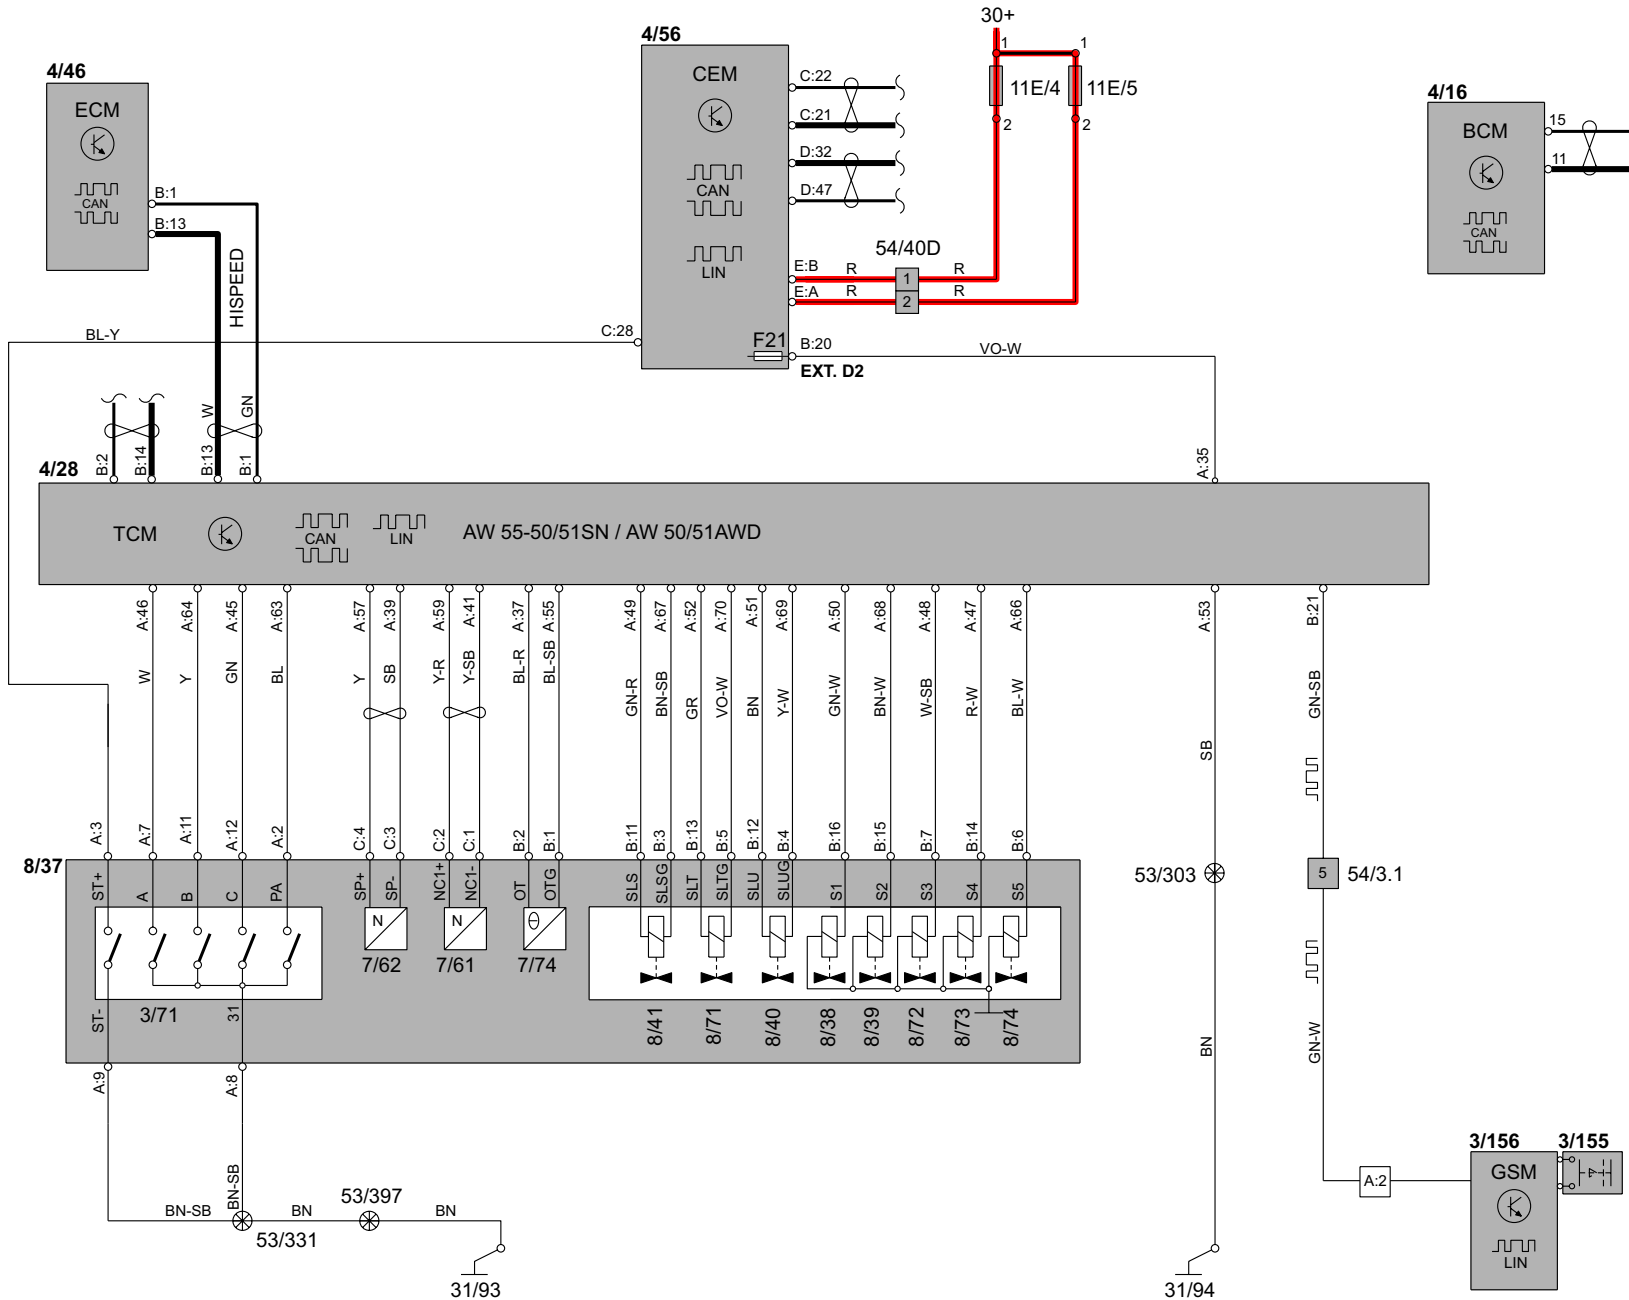 30+
4/56
1
1
4/46
CEM
C:22
11E/4
11E/5
4/16
ECM
C:21
2
2
15
BCM
D:32
11
CAN
D:47
CAN
B:1
CAN
B:13
54/40D
LIN
E:B
R
1
R
E:A
R
2
R
HISPEED
BL-Y
C:28
F21
B:20
VO-W
EXT. D2
W
GN
B:2
B:14
B:13
B:1
A:35
4/28
TCM
CAN
LIN
AW 55-50/51SN / AW 50/51AWD
A:46
A:64
A:45
A:63
A:57
A:39
A:59
A:41
A:37
A:55
A:49
A:67
A:52
A:70
A:51
A:69
A:50
A:68
A:48
A:47
A:66
A:53
B:21
W
Y
GN
BL
Y
SB
Y-R
Y-SB
BL-R
BL-SB
GN-R
BN-SB
GR
VO-W
BN
Y-W
GN-W
BN-W
W-SB
R-W
BL-W
SB
GN-SB
A:3
A:7
A:11
A:12
A:2
C:4
C:3
C:2
C:1
B:2
B:1
B:11
B:3
B:13
B:5
B:12
B:4
B:16
B:15
B:7
B:14
B:6
8/37
ST+
A
B
C
PA
SP+
SP-
NC1+
NC1-
OT
OTG
SLS
SLSG
SLT
SLTG
SLU
SLUG
S1
S2
S3
S4
S5
53/303
5
54/3.1
N
N
7/62
7/61
7/74
ST-
3/71
31
8/41
8/71
8/40
8/38
8/39
8/72
8/73
8/74
BN
GN-W
A:9
A:8
3/156
3/155
BN-SB
A:2
GSM
53/397
BN-SB
BN
BN
53/331
LIN
31/93
31/94